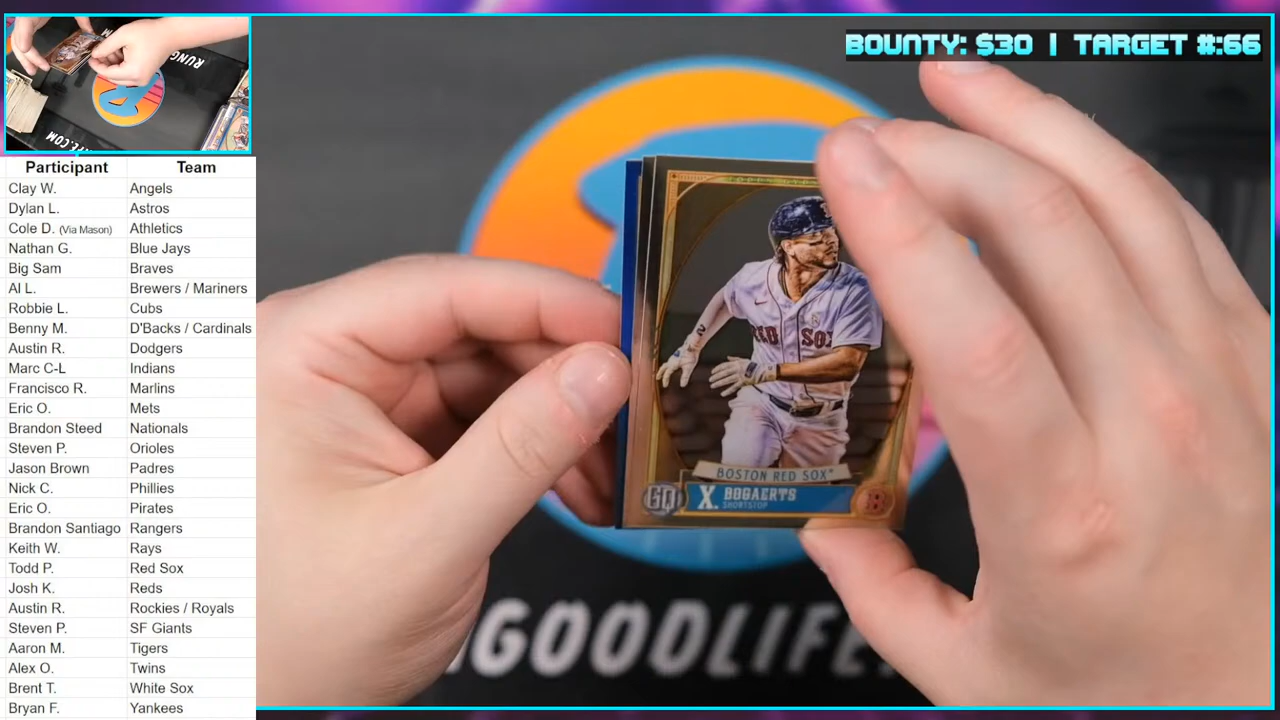 BOUNTY: $30 | TARGET #:66
Participant Team
Clay W. Angels
Dylan L. Astros
Cole D. (Via Mason) Athletics
Nathan G. Blue Jays
Big Sam Braves
Al L. Brewers / Mariners
Robbie L. Cubs
Benny M. D'Backs / Cardinals
Austin R. Dodgers
Marc C-L Indians
Francisco R. Marlins
Eric O. Mets
Brandon Steed Nationals
Steven P. Orioles
Jason Brown Padres
Nick C. Phillies
Eric O. Pirates
Brandon Santiago Rangers
Keith W. Rays
Todd P. Red Sox
Josh K. Reds
Austin R. Rockies / Royals
Steven P. SF Giants
Aaron M. Tigers
Alex O. Twins
Brent T. White Sox
Bryan F. Yankees
RED SOX
2
BOSTON RED SOX
GQ X. BOGAERTS B
SHORTSTOP
GOODLIFE